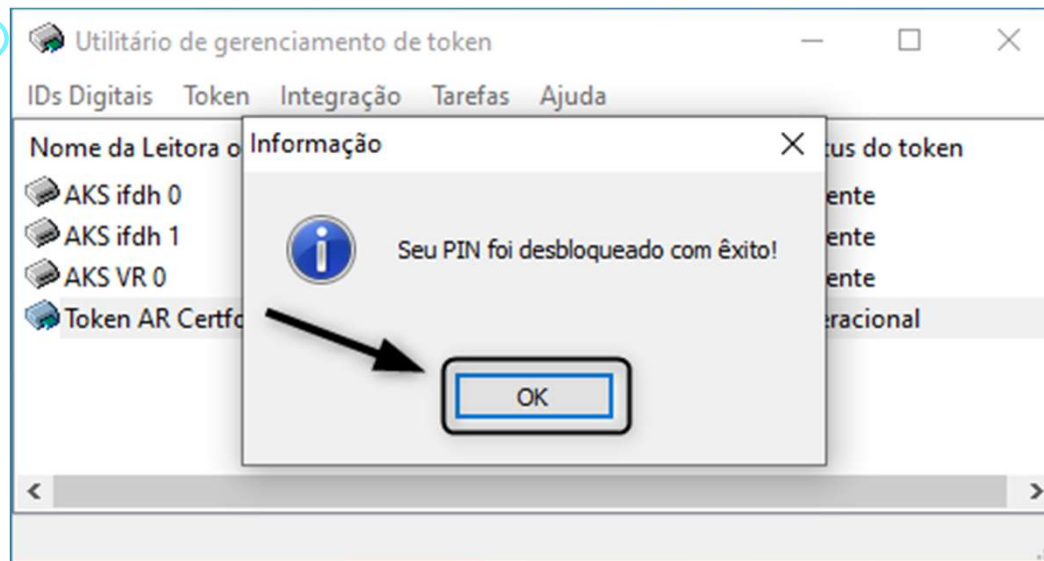 Utilitário de gerenciamento de token
IDs Digitais Token Integração Tarefas Ajuda
Nome da Leitora o
Informação
tus do token
AKS ifdh 0
ente
AKS ifdh 1
ente
Seu PIN foi desbloqueado com êxito!
AKS VR 0
ente
Token AR Certfo
eracional
OK